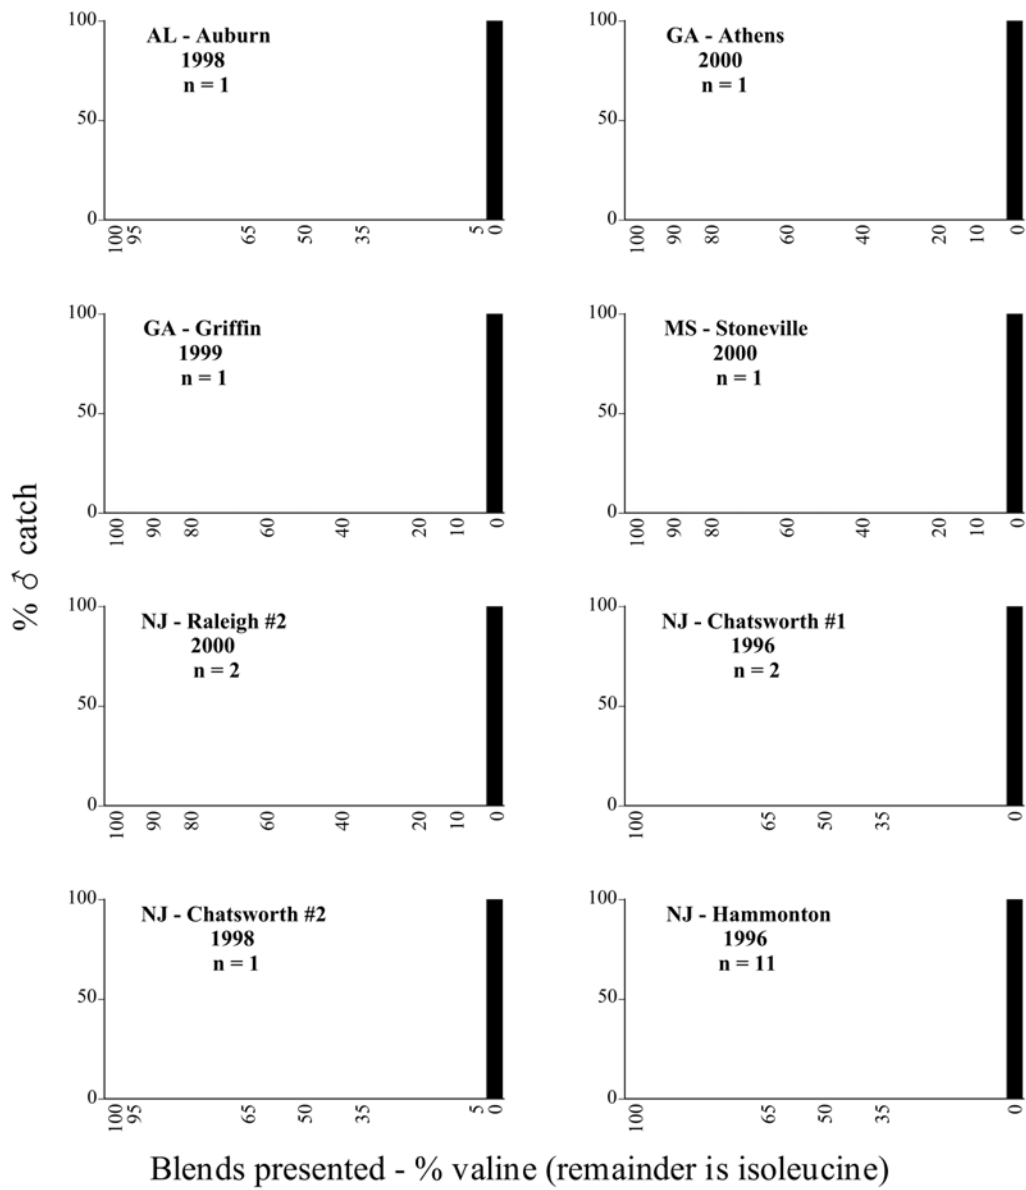 % ♂ catch
AL - Auburn
1998
n = 1
100
50
0
100 95 65 50 35 5 0
GA - Athens
2000
n = 1
100
50
0
100 90 80 60 40 20 10 0
GA - Griffin
1999
n = 1
100
50
0
100 90 80 60 40 20 10 0
MS - Stoneville
2000
n = 1
100
50
0
100 90 80 60 40 20 10 0
NJ - Raleigh #2
2000
n = 2
100
50
0
100 90 80 60 40 20 10 0
NJ - Chatsworth #1
1996
n = 2
100
50
0
100 65 50 35 0
NJ - Chatsworth #2
1998
n = 1
100
50
0
100 95 65 50 35 5 0
NJ - Hammonton
1996
n = 11
100
50
0
100 65 50 35 0
Blends presented - % valine (remainder is isoleucine)